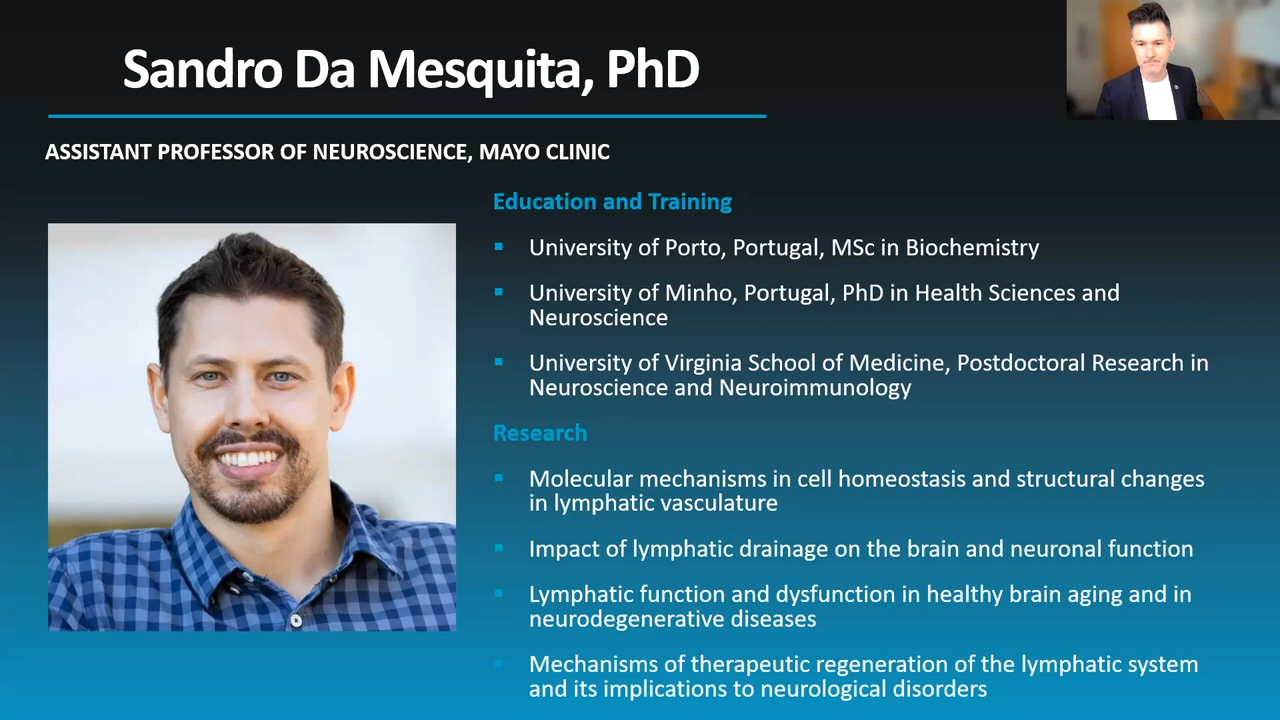 Sandro Da Mesquita, PhD
ASSISTANT PROFESSOR OF NEUROSCIENCE, MAYO CLINIC
Education and Training
▪ University of Porto, Portugal, MSc in Biochemistry
▪ University of Minho, Portugal, PhD in Health Sciences and
Neuroscience
▪ University of Virginia School of Medicine, Postdoctoral Research in
Neuroscience and Neuroimmunology
Research
▪ Molecular mechanisms in cell homeostasis and structural changes
in lymphatic vasculature
▪ Impact of lymphatic drainage on the brain and neuronal function
▪ Lymphatic function and dysfunction in healthy brain aging and in
neurodegenerative diseases
▪ Mechanisms of therapeutic regeneration of the lymphatic system
and its implications to neurological disorders